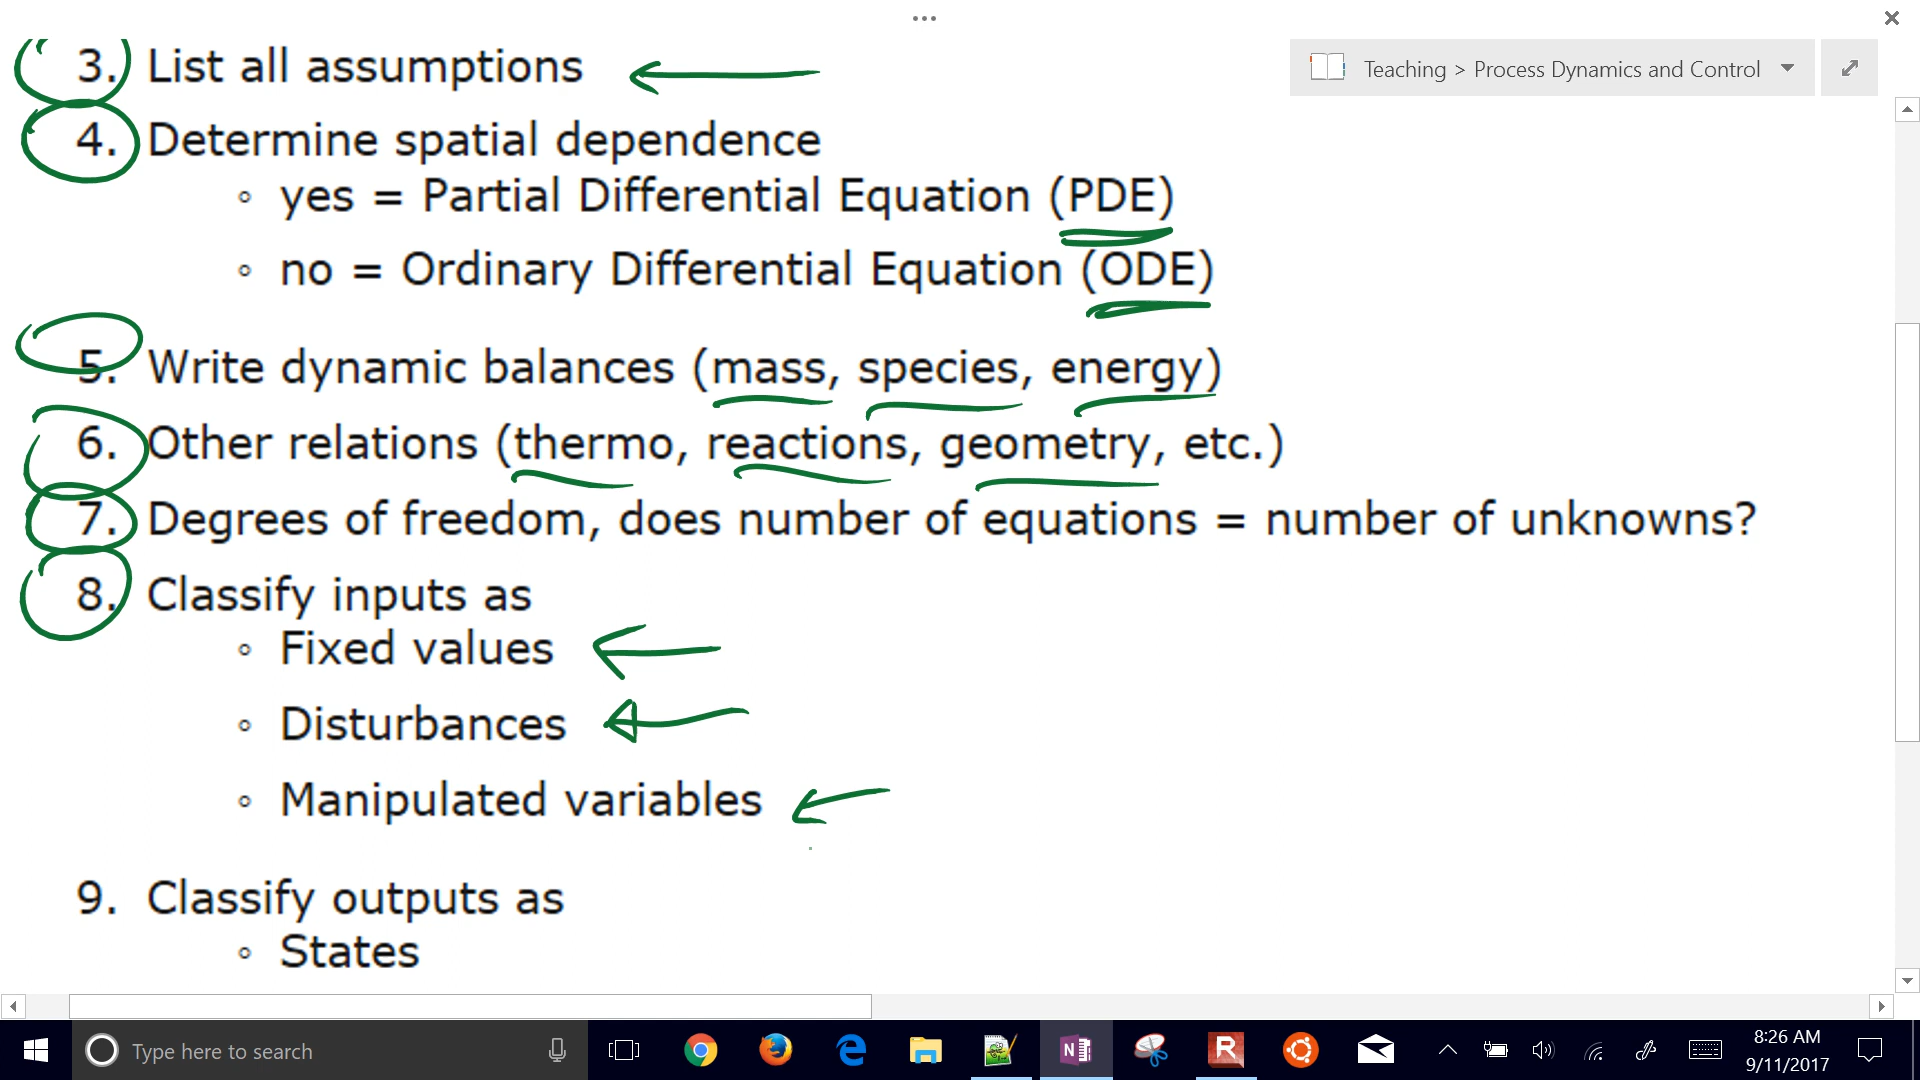 3. List all assumptions
Teaching > Process Dynamics and Control
4. Determine spatial dependence
◦ yes = Partial Differential Equation (PDE)
◦ no = Ordinary Differential Equation (ODE)
5. Write dynamic balances (mass, species, energy)
6. Other relations (thermo, reactions, geometry, etc.)
7. Degrees of freedom, does number of equations = number of unknowns?
8. Classify inputs as
◦ Fixed values
◦ Disturbances
◦ Manipulated variables
9. Classify outputs as
◦ States
Type here to search
N
R
8:26 AM
9/11/2017